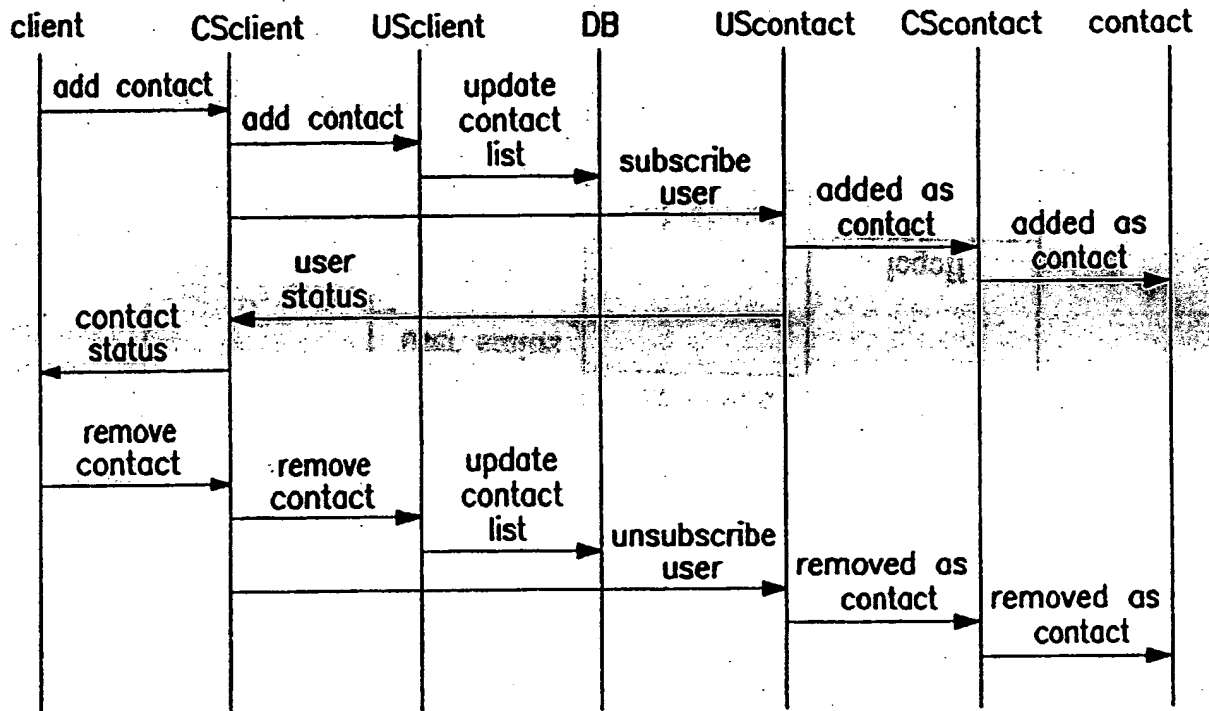 client CSclient USclient DB UScontact CScontact contact
add contact
add contact
update
contact
list
subscribe
user
added as
contact
added as
contact
user
status
contact
status
remove
contact
remove
contact
update
contact
list
unsubscribe
user
removed as
contact
removed as
contact